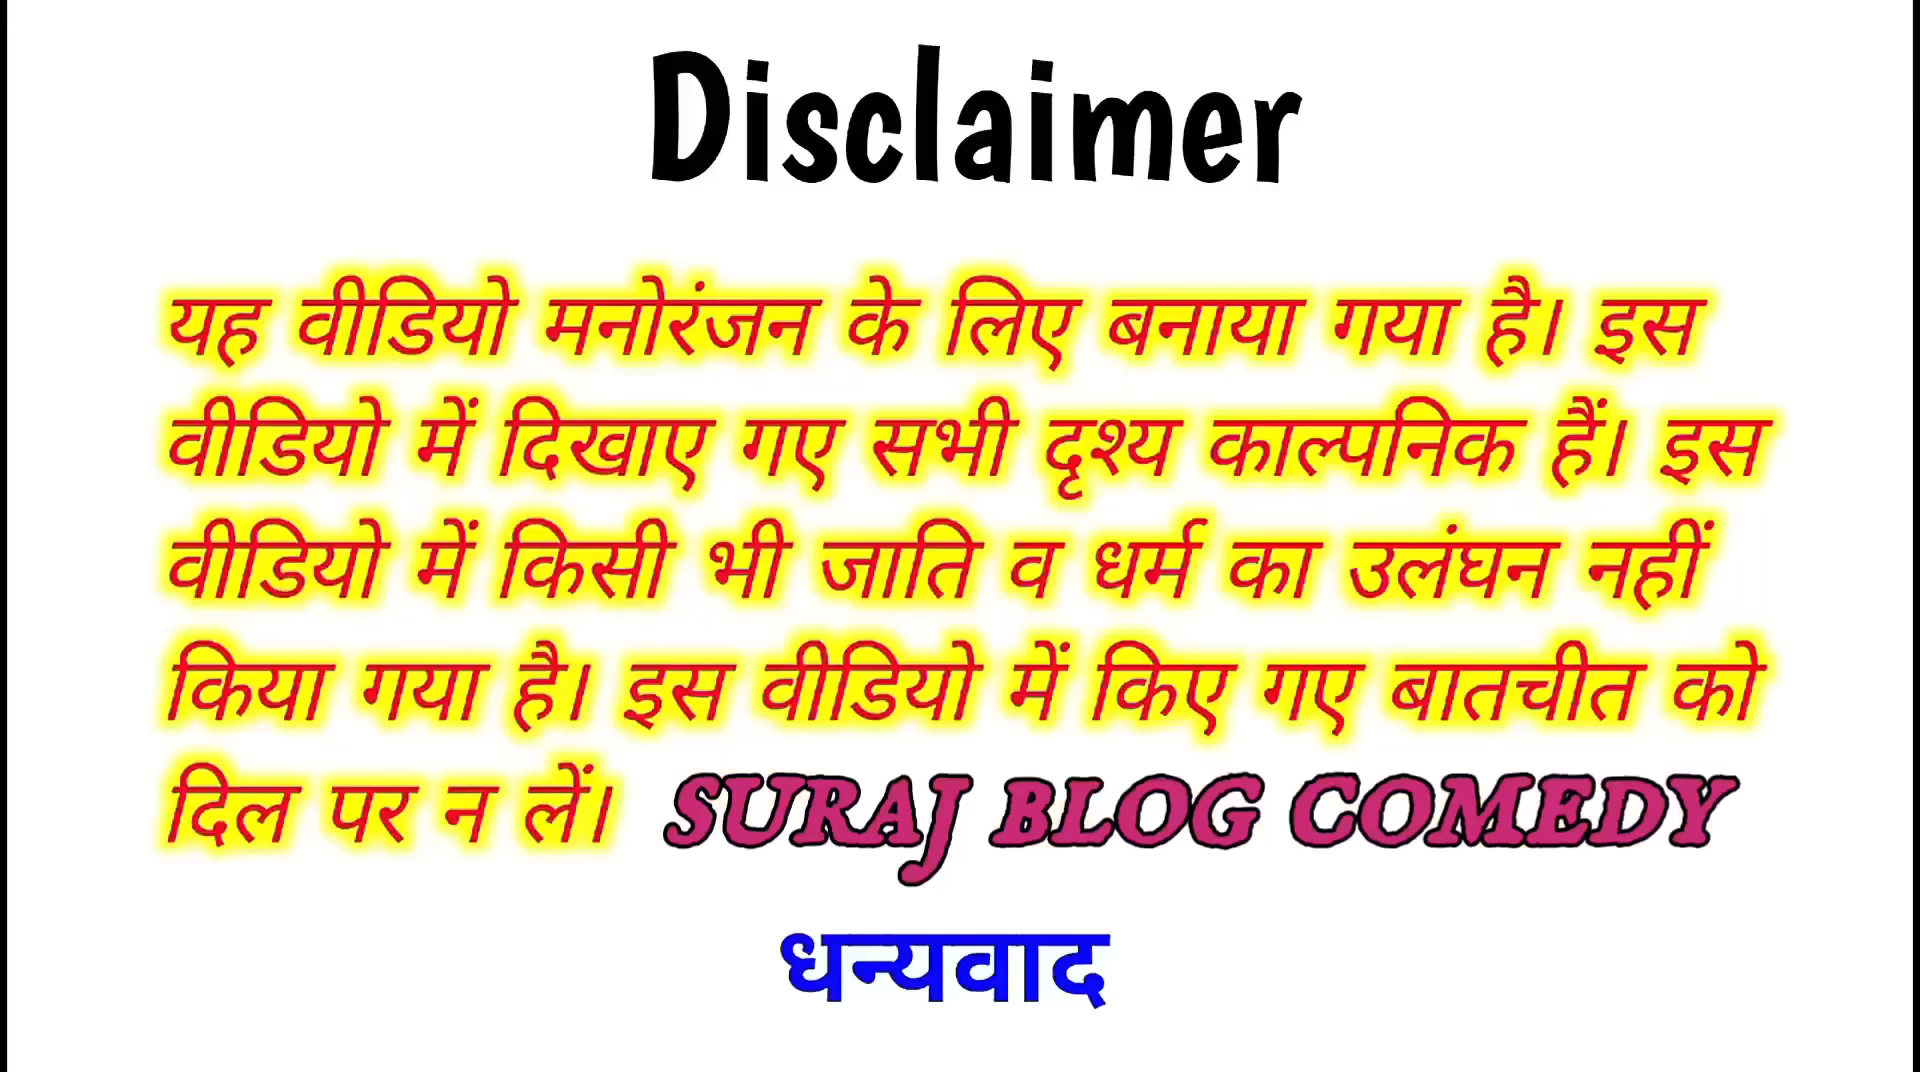 Disclaimer
यह वीडियो मनोरंजन के लिए बनाया गया है। इस
वीडियो में दिखाए गए सभी दृश्य काल्पनिक हैं। इस
वीडियो में किसी भी जाति व धर्म का उलंघन नहीं
किया गया है। इस वीडियो में किए गए बातचीत को
दिल पर न लें। SURAJ BLOG COMEDY
धन्यवाद